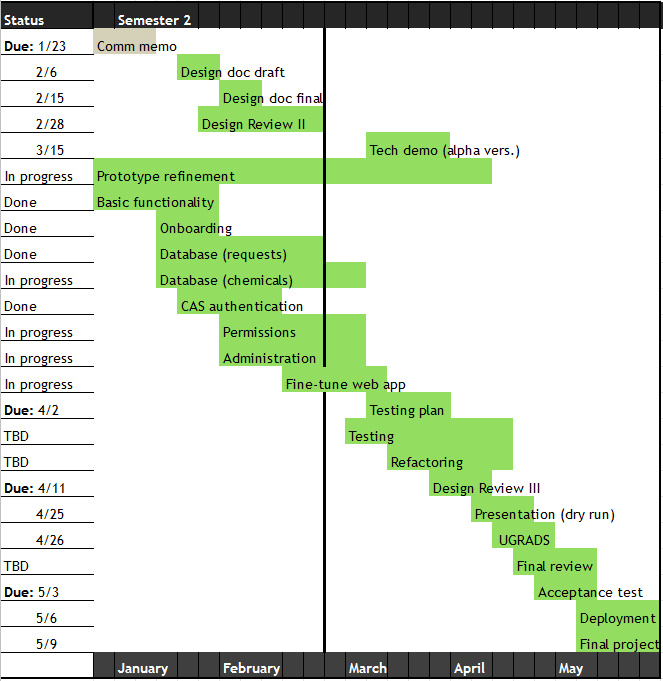 Status Semester 2
Due: 1/23 Comm memo
2/6 Design doc draft
2/15 Design doc final
2/28 Design Review II
3/15 Tech demo (alpha vers.)
In progress Prototype refinement
Done Basic functionality
Done Onboarding
Done Database (requests)
In progress Database (chemicals)
Done CAS authentication
In progress Permissions
In progress Administration
In progress Fine-tune web app
Due: 4/2 Testing plan
TBD Testing
TBD Refactoring
Due: 4/11 Design Review III
4/25 Presentation (dry run)
4/26 UGRADS
TBD Final review
Due: 5/3 Acceptance test
5/6 Deployment
5/9 Final project
January February March April May